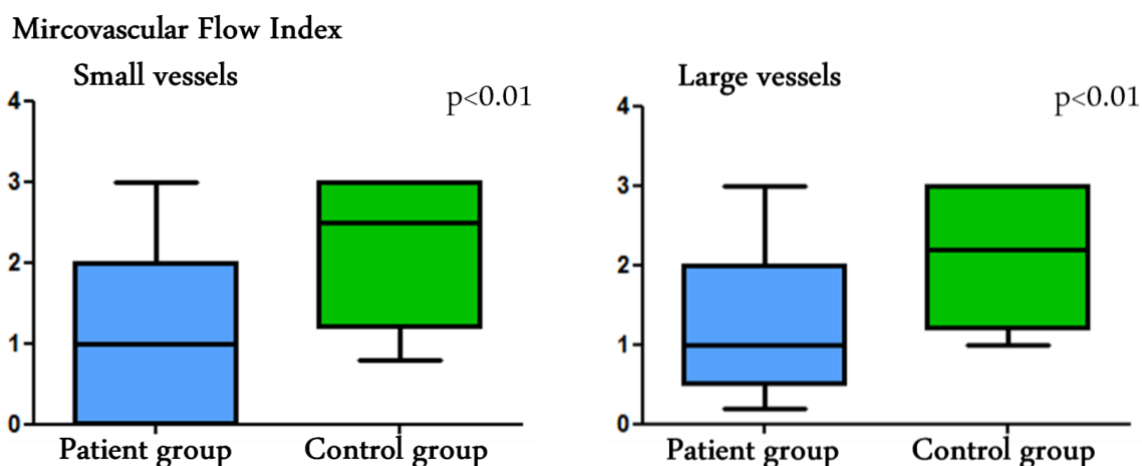 Mircovascular Flow Index
Small vessels
p<0.01
4
3
2
1
0
Patient group
Control group
Large vessels
p<0.01
4
3
2
1
0
Patient group
Control group